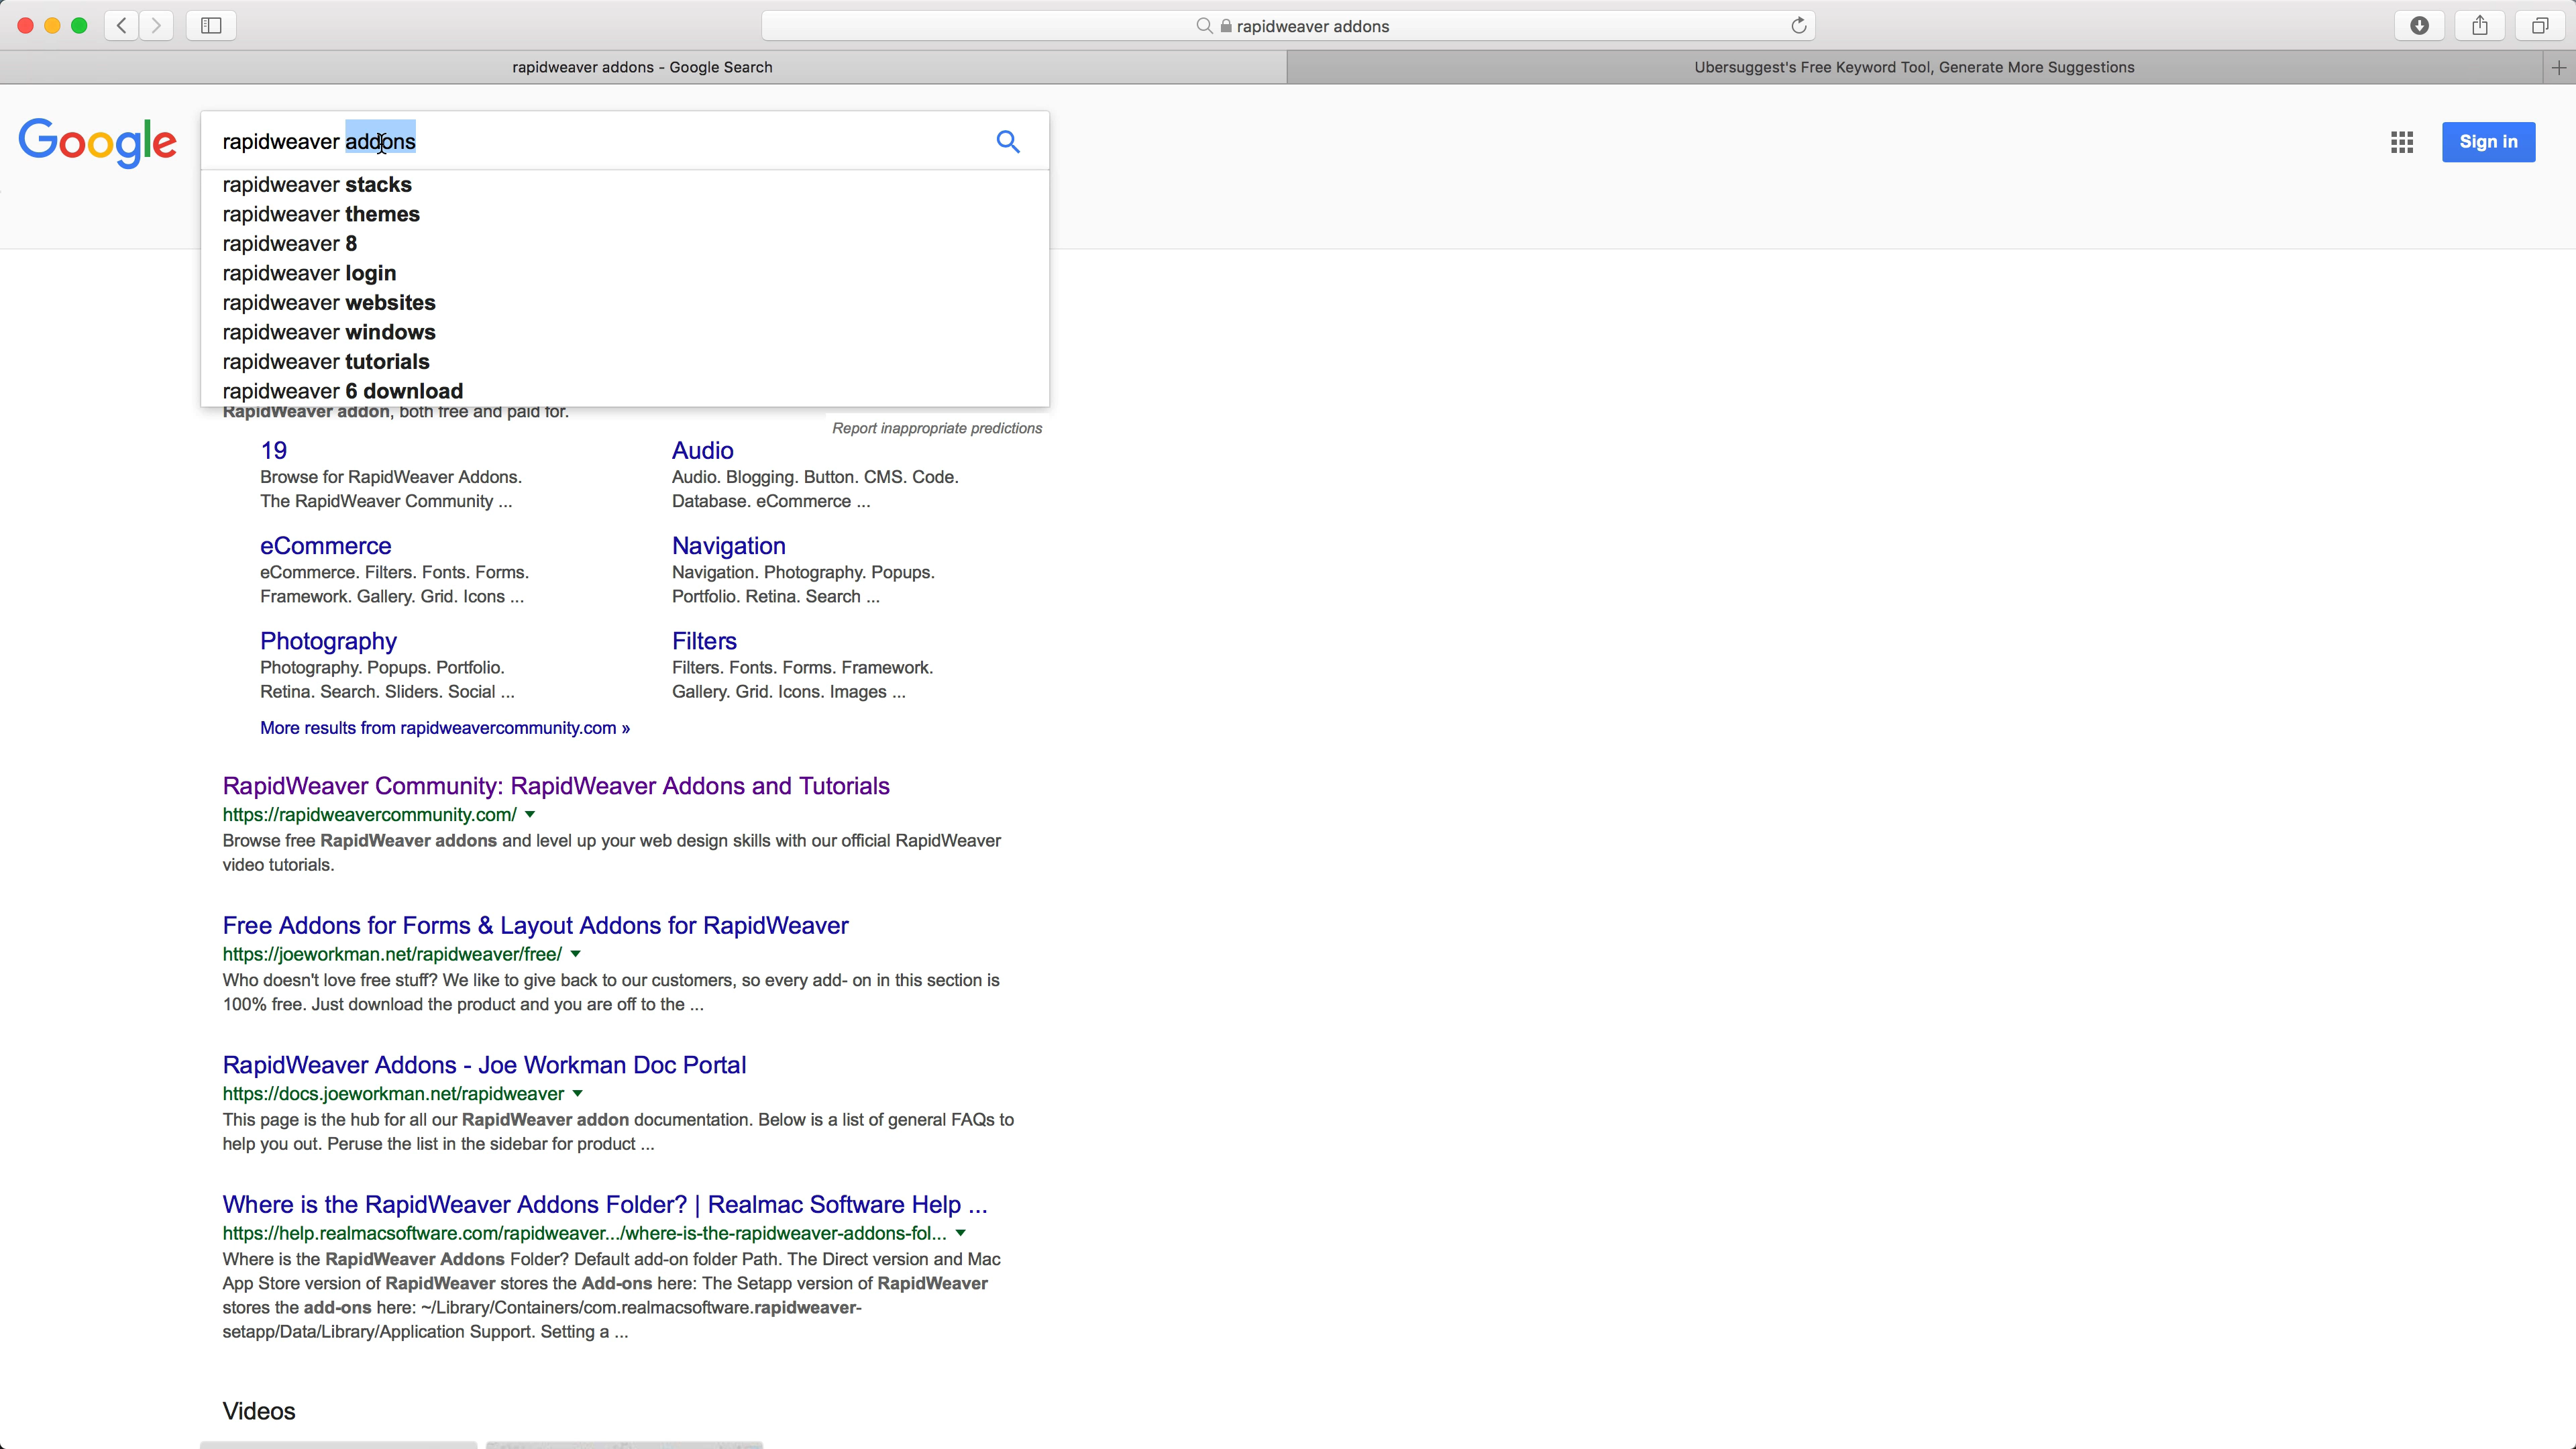 rapidweaver addons
rapidweaver addons - Google Search
Ubersuggest's Free Keyword Tool, Generate More Suggestions
Google
rapidweaver addons
Sign in
rapidweaver stacks
rapidweaver themes
rapidweaver 8
rapidweaver login
rapidweaver websites
rapidweaver windows
rapidweaver tutorials
rapidweaver 6 download
RapidWeaver addon, both free and paid for.
Report inappropriate predictions
19
Browse for RapidWeaver Addons.
The RapidWeaver Community ...
Audio
Audio. Blogging. Button. CMS. Code.
Database. eCommerce ...
eCommerce
eCommerce. Filters. Fonts. Forms.
Framework. Gallery. Grid. Icons ...
Navigation
Navigation. Photography. Popups.
Portfolio. Retina. Search ...
Photography
Photography. Popups. Portfolio.
Retina. Search. Sliders. Social ...
Filters
Filters. Fonts. Forms. Framework.
Gallery. Grid. Icons. Images ...
More results from rapidweavercommunity.com »
RapidWeaver Community: RapidWeaver Addons and Tutorials
https://rapidweavercommunity.com/
Browse free RapidWeaver addons and level up your web design skills with our official RapidWeaver
video tutorials.
Free Addons for Forms & Layout Addons for RapidWeaver
https://joeworkman.net/rapidweaver/free/
Who doesn't love free stuff? We like to give back to our customers, so every add- on in this section is
100% free. Just download the product and you are off to the ...
RapidWeaver Addons - Joe Workman Doc Portal
https://docs.joeworkman.net/rapidweaver
This page is the hub for all our RapidWeaver addon documentation. Below is a list of general FAQs to
help you out. Peruse the list in the sidebar for product ...
Where is the RapidWeaver Addons Folder? | Realmac Software Help ...
https://help.realmacsoftware.com/rapidweaver.../where-is-the-rapidweaver-addons-fol...
Where is the RapidWeaver Addons Folder? Default add-on folder Path. The Direct version and Mac
App Store version of RapidWeaver stores the Add-ons here: The Setapp version of RapidWeaver
stores the add-ons here: ~/Library/Containers/com.realmacsoftware.rapidweaver-
setapp/Data/Library/Application Support. Setting a ...
Videos